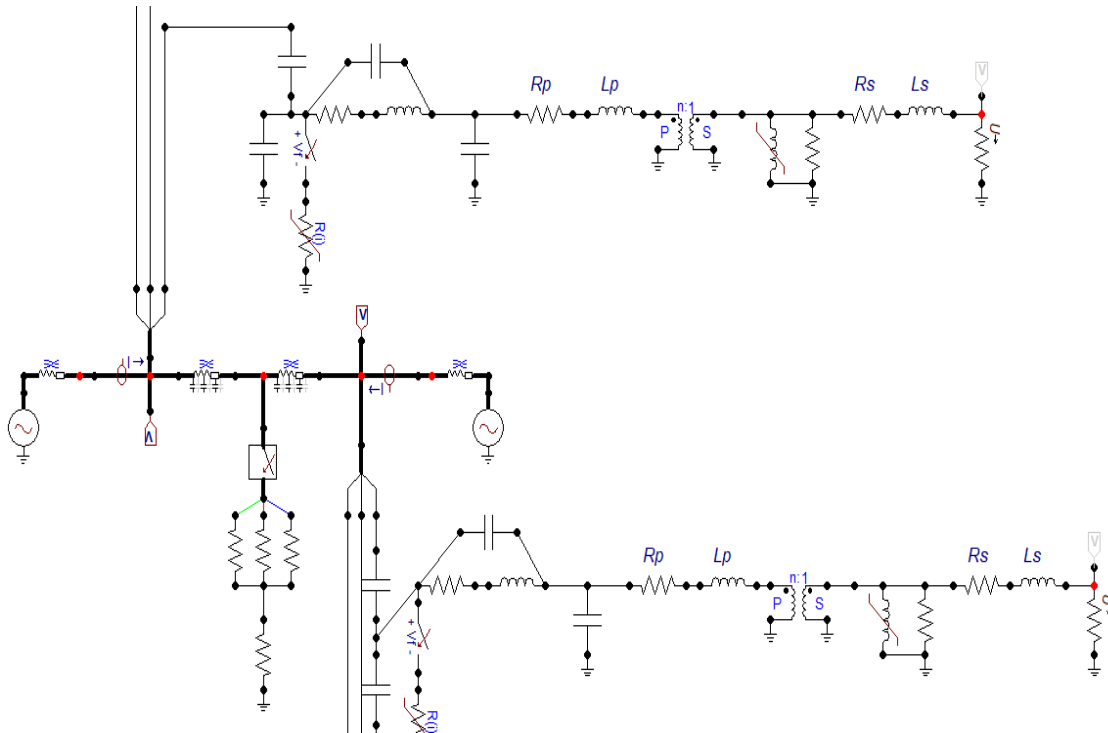 V
Rp
Lp
Rs
Ls
n:1
P
S
U
+ Vf -
R(i)
V
I
I
V
V
Rp
Lp
Rs
Ls
n:1
P
S
+ Vf -
R(i)